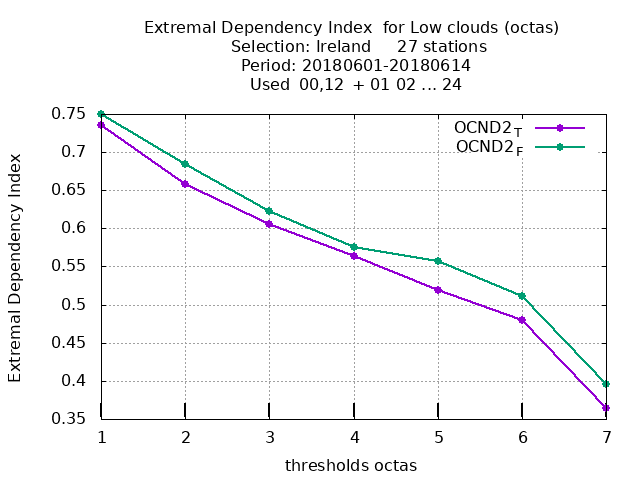 Extremal Dependency Index  for Low clouds (octas)
Selection: Ireland     27 stations
Period: 20180601-20180614
Used  00,12  + 01 02 ... 24
OCND2T
OCND2F
Extremal Dependency Index
0.75
0.7
0.65
0.6
0.55
0.5
0.45
0.4
0.35
1 2 3 4 5 6 7
thresholds octas